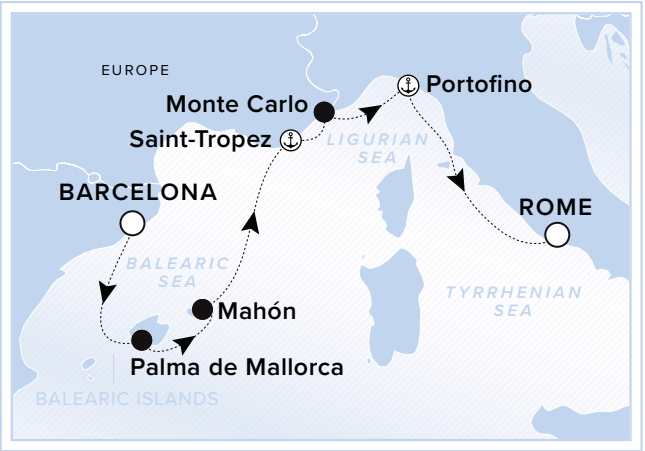 EUROPE
Portofino
Monte Carlo
Saint-Tropez
LIGURIAN
SEA
BARCELONA
ROME
BALEARIC
SEA
TYRRHENIAN
SEA
Mahón
Palma de Mallorca
BALEARIC ISLANDS